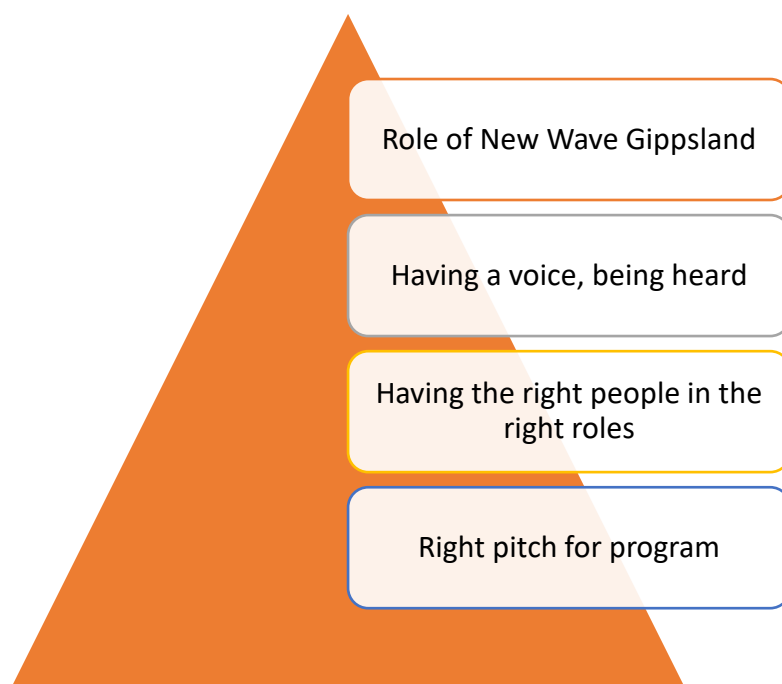 Role of New Wave Gippsland
Having a voice, being heard
Having the right people in the
right roles
Right pitch for program